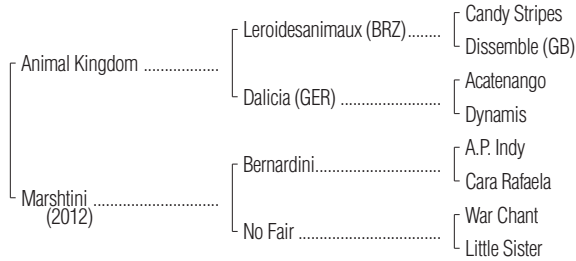 Candy Stripes
Leroidesanimaux (BRZ)........
Dissemble (GB)
Animal Kingdom ..................
Acatenango
Dalicia (GER) ........................
Dynamis
A.P. Indy
Bernardini..............................
Cara Rafaela
Marshtini ..............................
(2012)
War Chant
No Fair ..................................
Little Sister